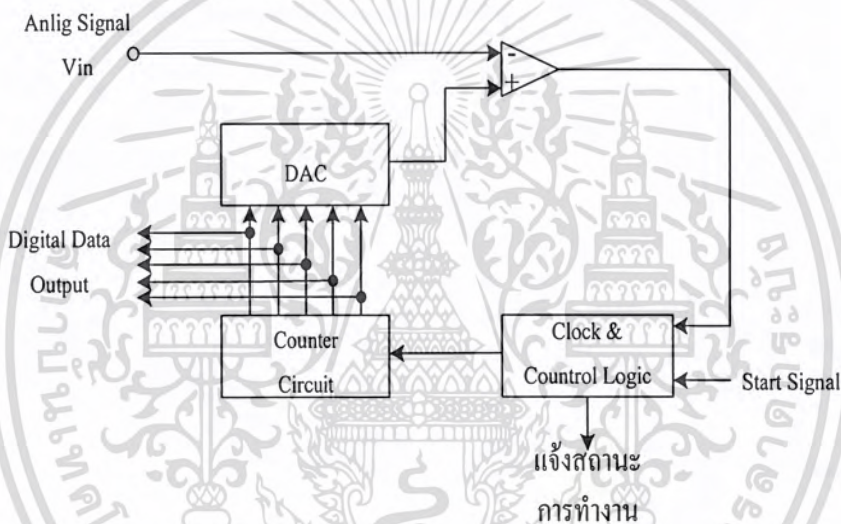 Anlig Signal
Vin
-
+
DAC
Digital Data
Output
Counter
Circuit
Clock &
Countrol Logic
Start Signal
แจ้งสถานะ
การทำงาน